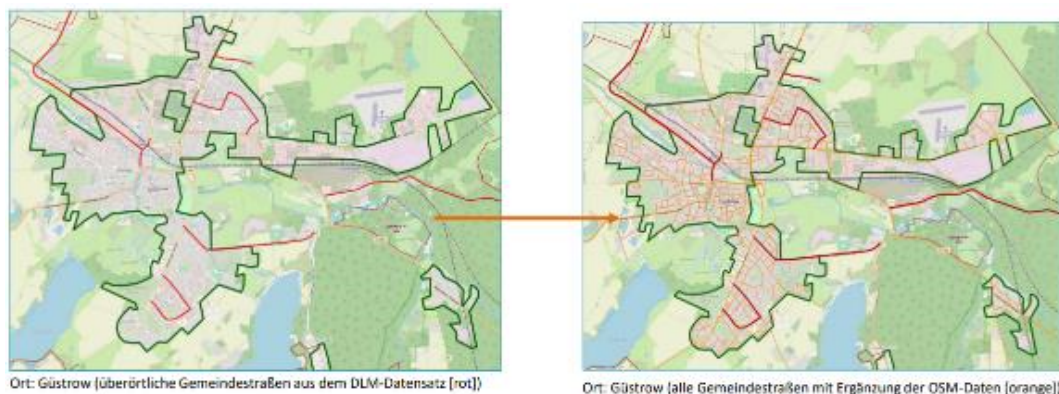 Ort: Güstrow (überörtliche Gemeindestraßen aus dem DLM-Datensatz [rot])
Ort: Güstrow (alle Gemeindestraßen mit Ergänzung der OSM-Daten [orange])